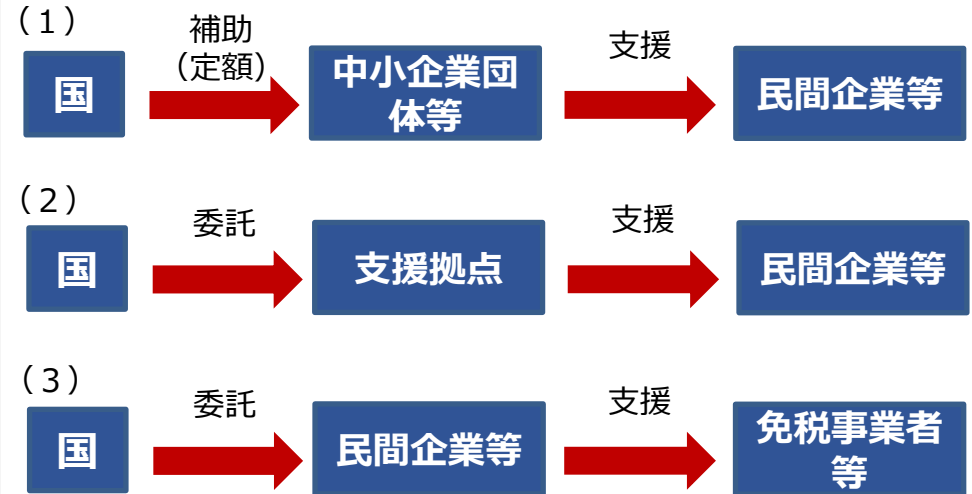 （１）
国
補助
（定額）
中小企業団
体等
支援
民間企業等
（２）
国
委託
支援拠点
支援
民間企業等
（３）
国
委託
民間企業等
支援
免税事業者
等